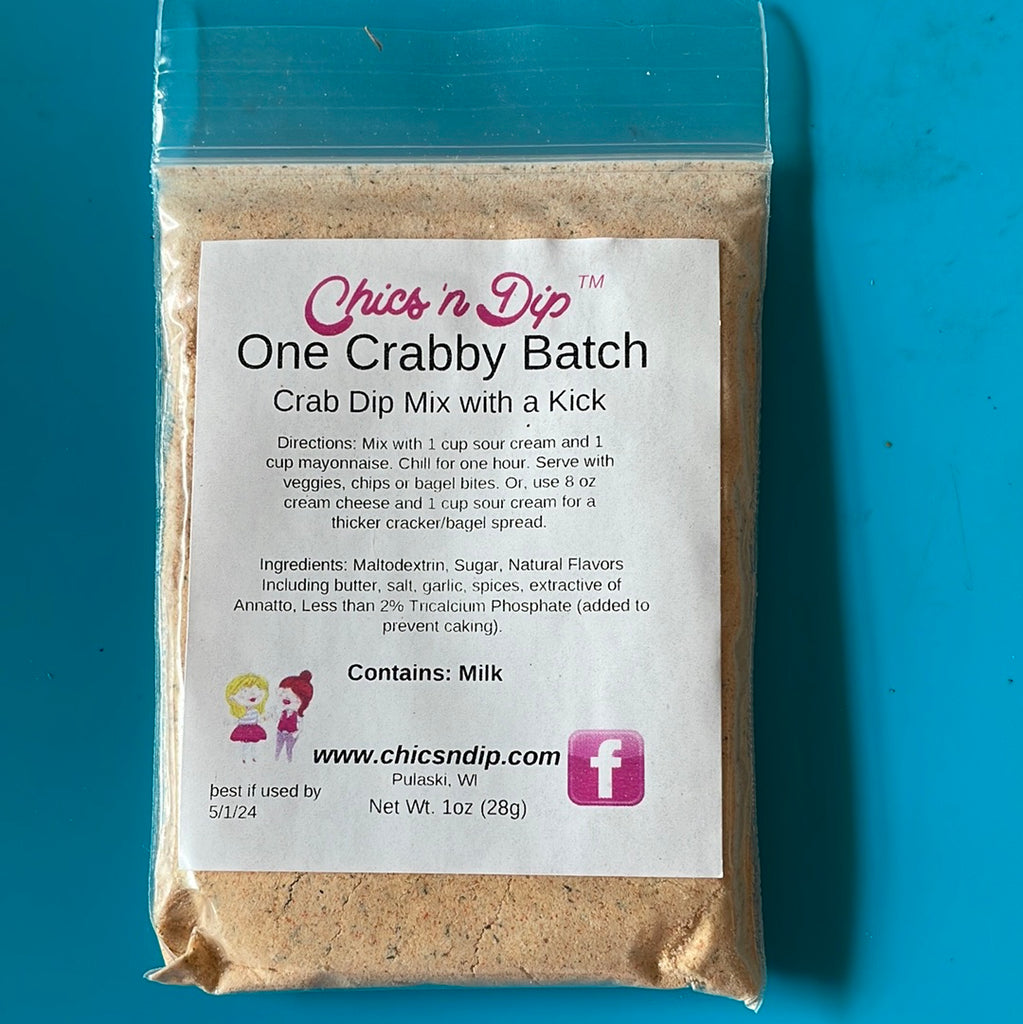 Chics 'n Dip™
One Crabby Batch
Crab Dip Mix with a Kick
Directions: Mix with 1 cup sour cream and 1
cup mayonnaise. Chill for one hour. Serve with
veggies, chips or bagel bites. Or, use 8 oz
cream cheese and 1 cup sour cream for a
thicker cracker/bagel spread.
Ingredients: Maltodextrin, Sugar, Natural Flavors
Including butter, salt, garlic, spices, extractive of
Annatto, Less than 2% Tricalcium Phosphate (added to
prevent caking).
Contains: Milk
www.chicsndip.com
f
Pulaski, WI
best if used by
5/1/24
Net Wt. 1oz (28g)